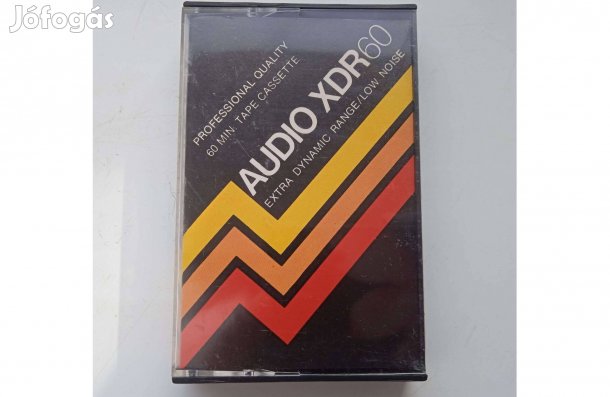 Jófogás
PROFESSIONAL QUALITY
60 MIN. TAPE CASSETTE
AUDIO XDR60
EXTRA DYNAMIC RANGE/LOW NOISE